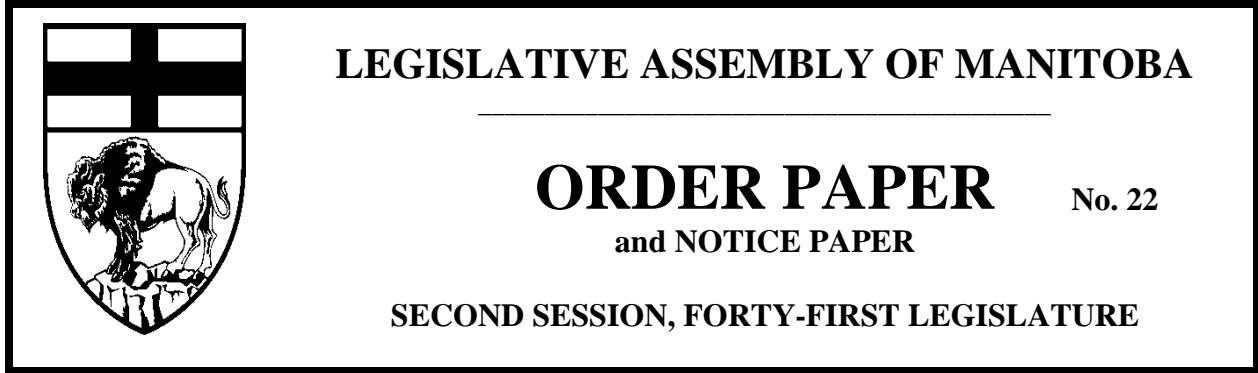 LEGISLATIVE ASSEMBLY OF MANITOBA
ORDER PAPER No. 22
and NOTICE PAPER
SECOND SESSION, FORTY-FIRST LEGISLATURE